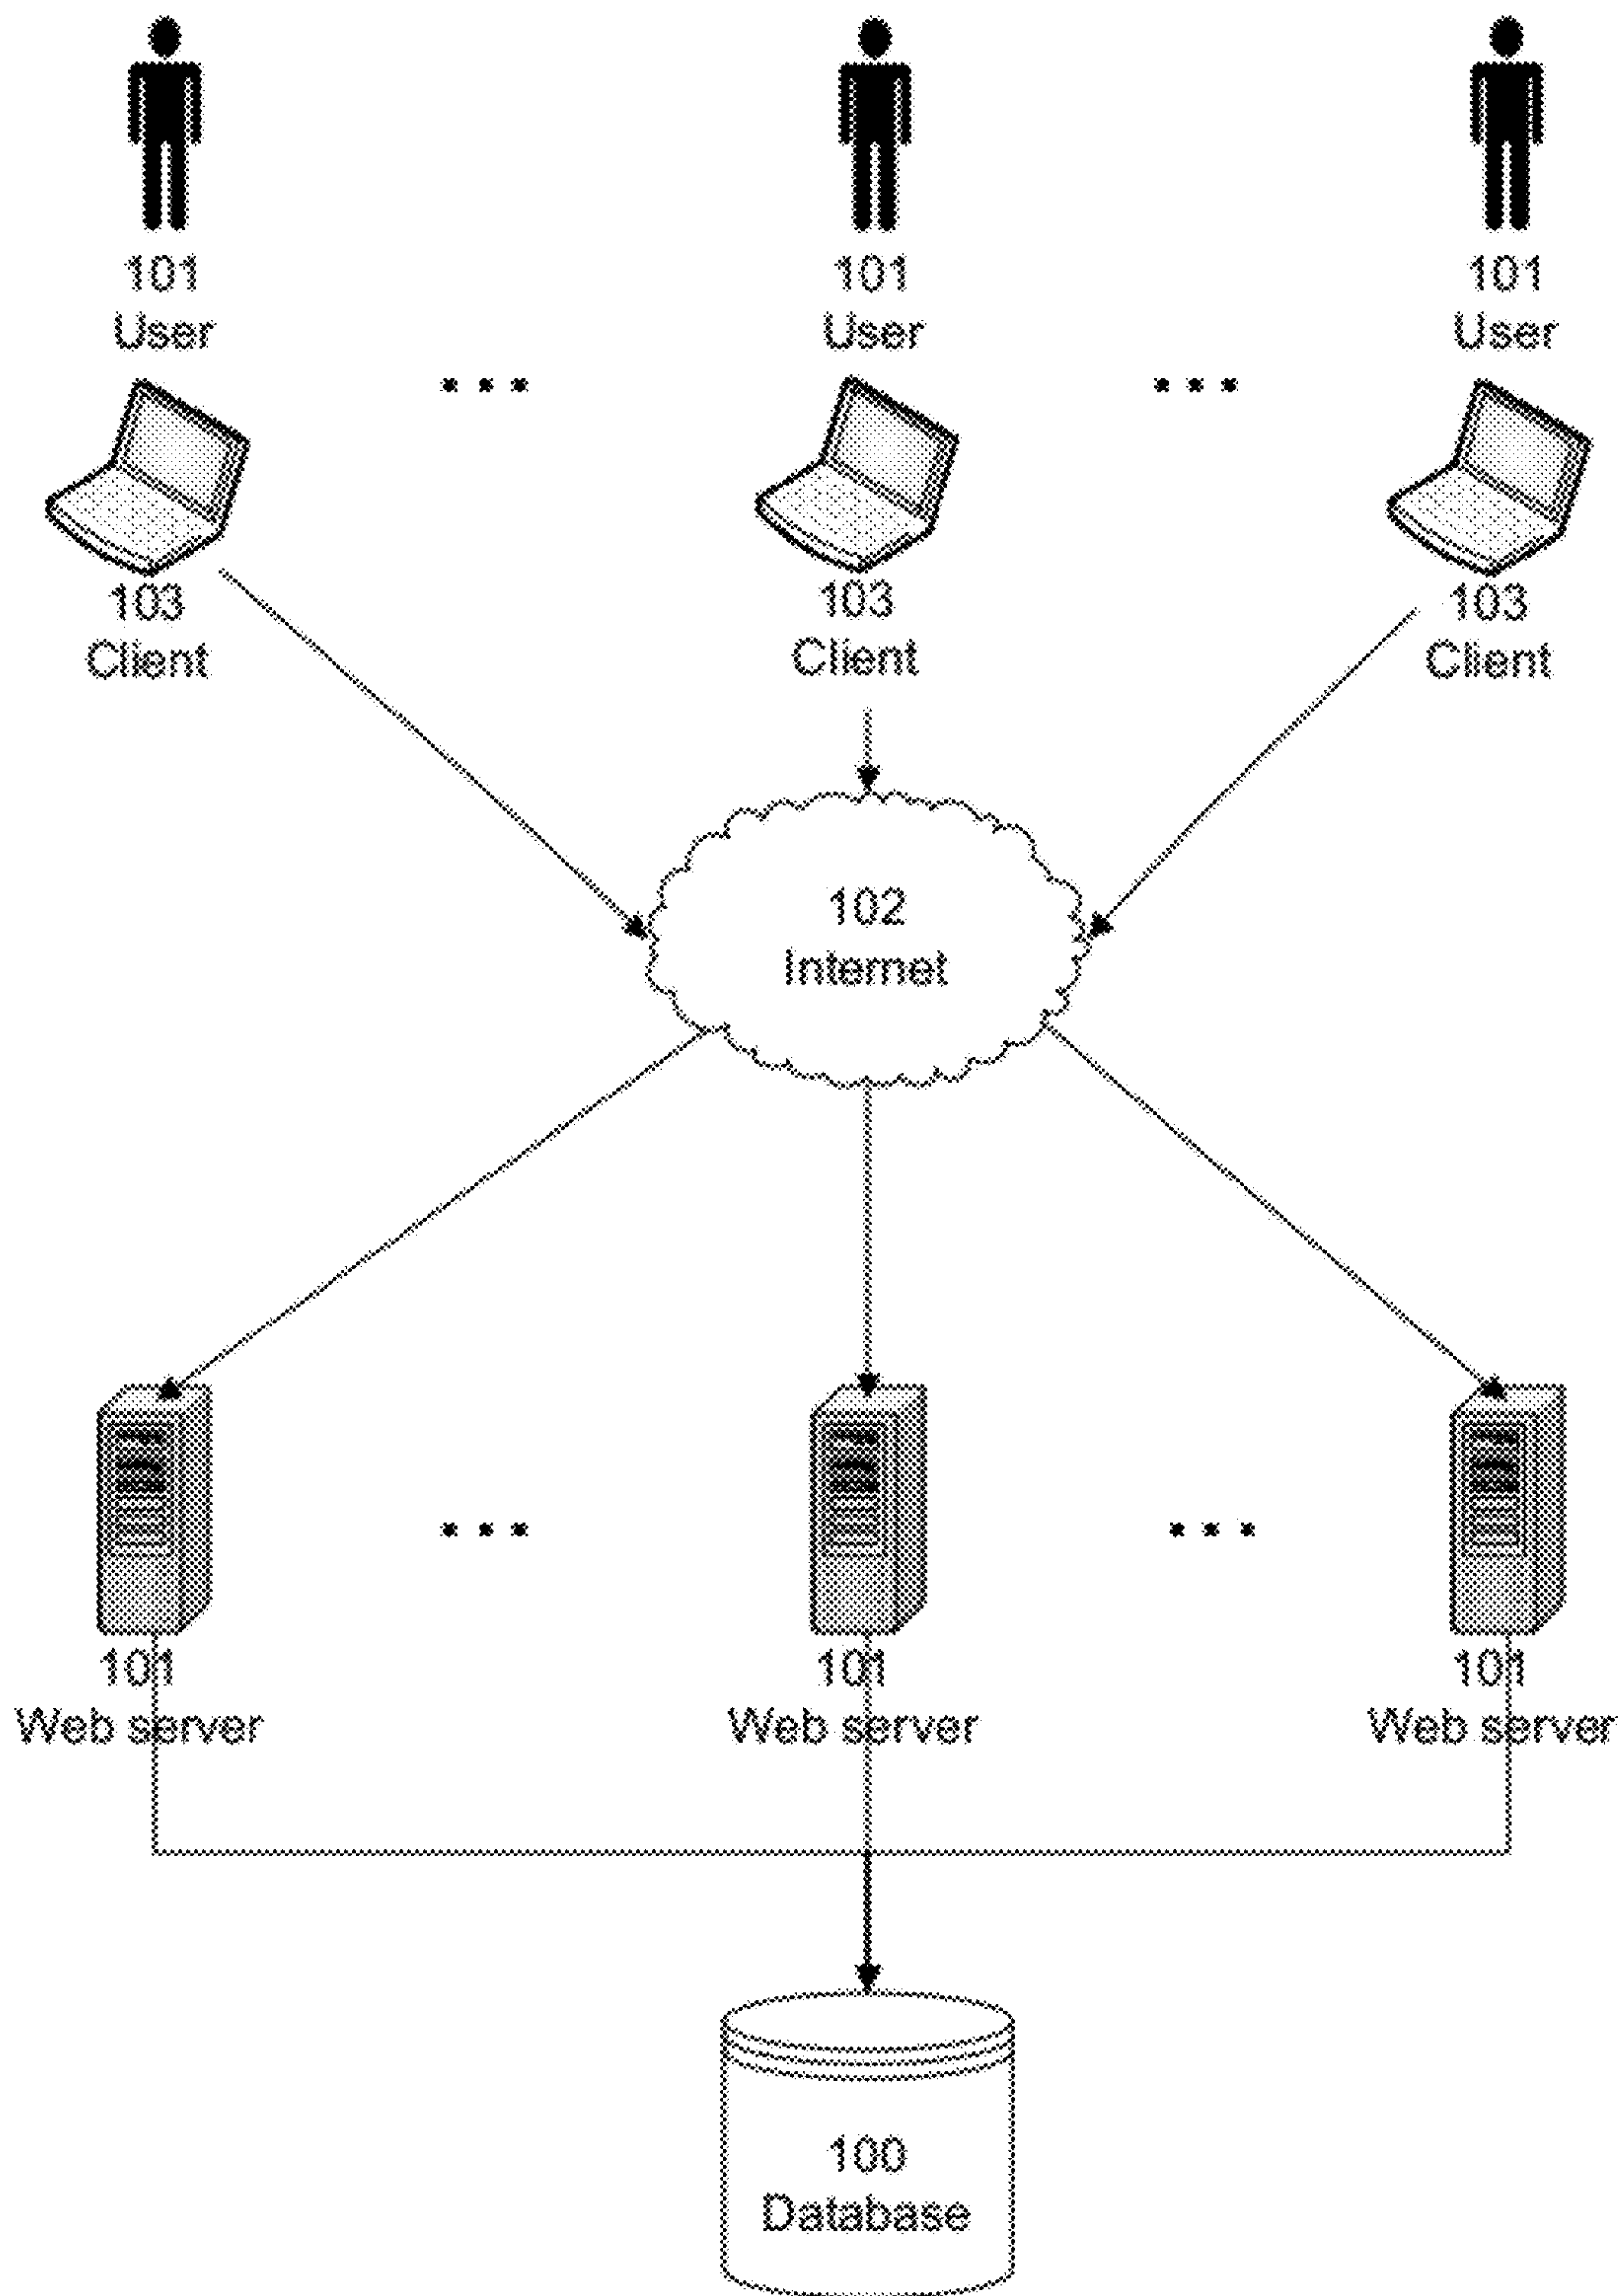 101 101 101
User User User
... ...
103 103 103
Client Client Client
102
Internet
... ...
101 101 101
Web server Web server Web server
100
Database